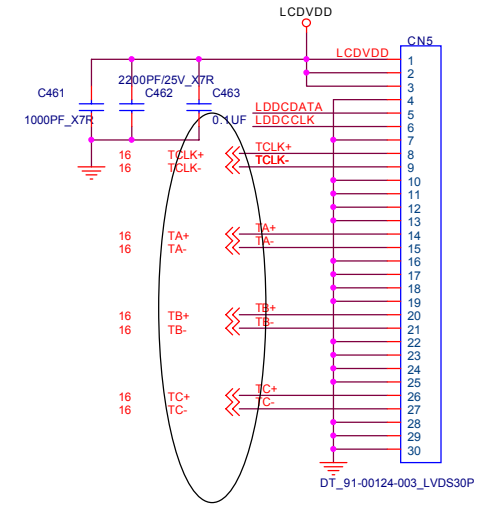 LCDVDD
CN5
LCDVDD
1
2
3
4
2200PF/25V_X7R
C461
C462
C463
1000PF_X7R
0.1UF
LDDCDATA
5
LDDCCLK
6
7
16 TCLK+ TCLK+ 8
16 TCLK- TCLK- 9
10
11
12
13
16 TA+ TA+ 14
16 TA- TA- 15
16
17
18
19
16 TB+ TB+ 20
16 TB- TB- 21
22
23
24
25
16 TC+ TC+ 26
16 TC- TC- 27
28
29
30
DT_91-00124-003_LVDS30P